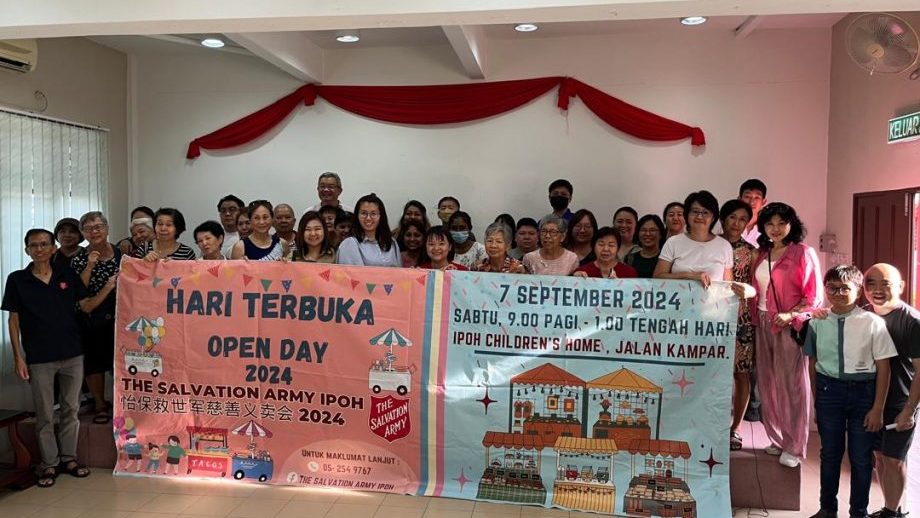 KELUAR
HARI TERBUKA
OPEN DAY
2024
THE SALVATION ARMY IPOH
怡保救世军慈善义卖会 2024
THE
SALVATION
ARMY
TACOS
UNTUK MAKLUMAT LANJUT :
05-254 9767
THE SALVATION ARMY IPOH
7 SEPTEMBER 2024
SABTU, 9.00 PAGI - 1.00 TENGAH HARI
IPOH CHILDREN'S HOME , JALAN KAMPAR.